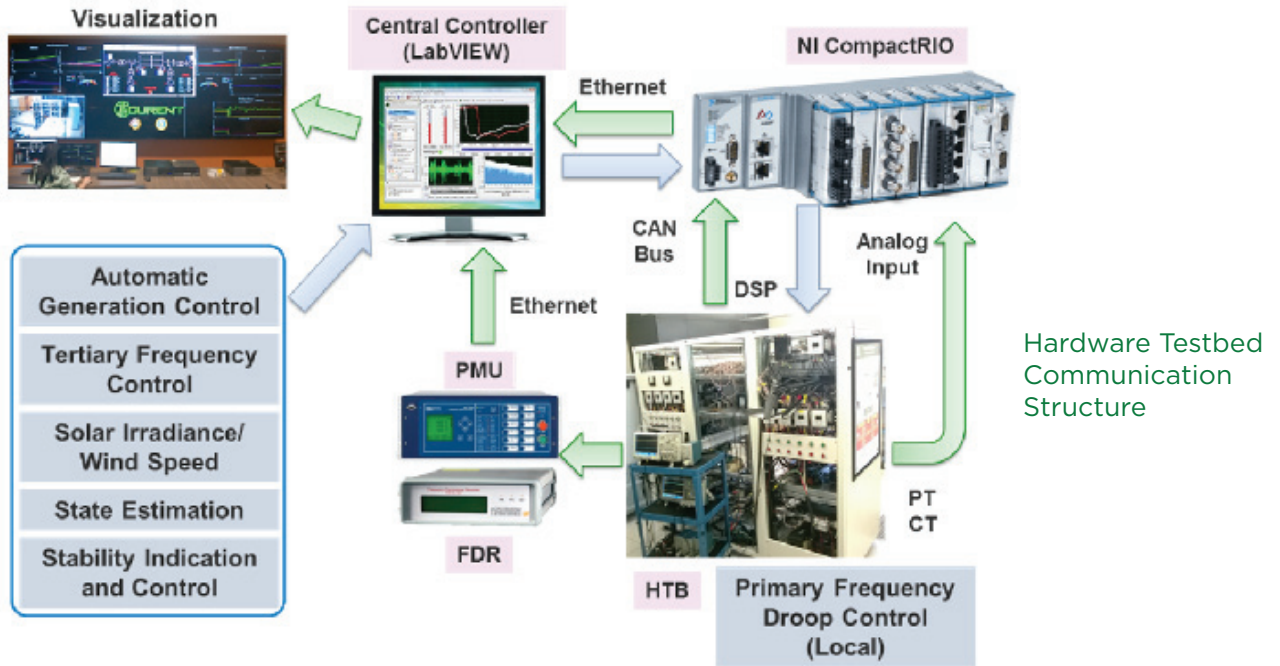 Visualization
Central Controller
(LabVIEW)
NI CompactRIO
Ethernet
CURENT
CAN
Bus
Analog
Input
DSP
Automatic
Generation Control
Ethernet
Tertiary Frequency
Control
PMU
Hardware Testbed
Communication
Structure
Solar Irradiance/
Wind Speed
State Estimation
PT
CT
Stability Indication
and Control
FDR
HTB
Primary Frequency
Droop Control
(Local)